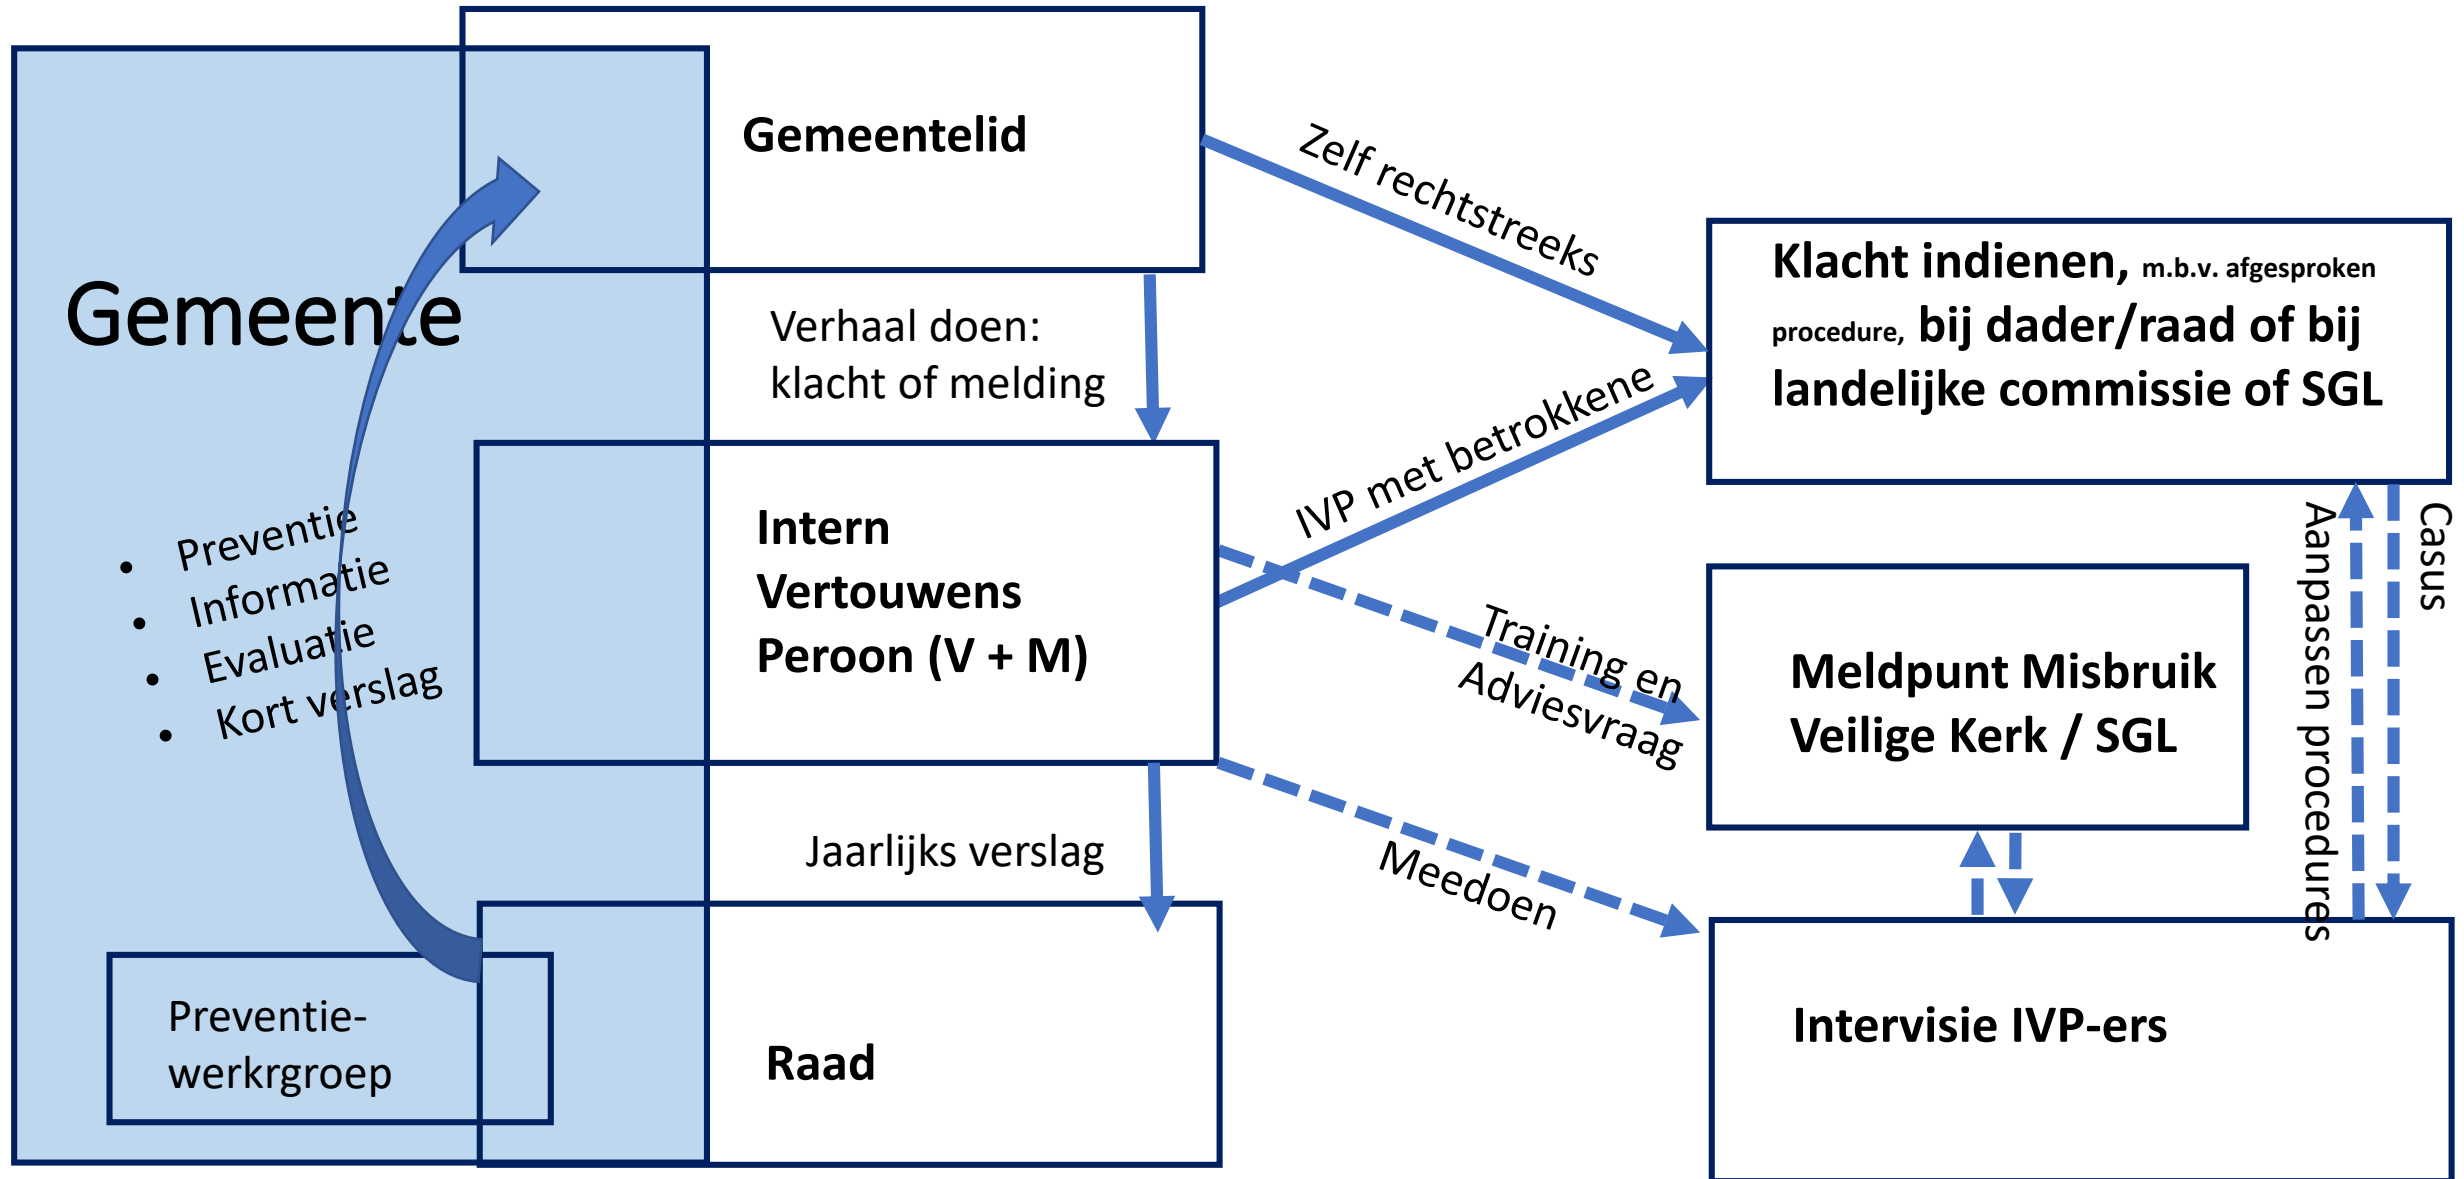 Gemeentelid
Zelf rechtstreeks
Gemeente
Verhaal doen:
klacht of melding
Klacht indienen, m.b.v. afgesproken
procedure, bij dader/raad of bij
landelijke commissie of SGL
IVP met betrokkene
• Preventie
• Informatie
• Evaluatie
• Kort verslag
Intern
Vertouwens
Peroon (V + M)
Training en
Adviesvraag
Meldpunt Misbruik
Veilige Kerk / SGL
Aanpassen procedures
Casus
Jaarlijks verslag
Meedoen
Preventie-
werkrgroep
Raad
Intervisie IVP-ers